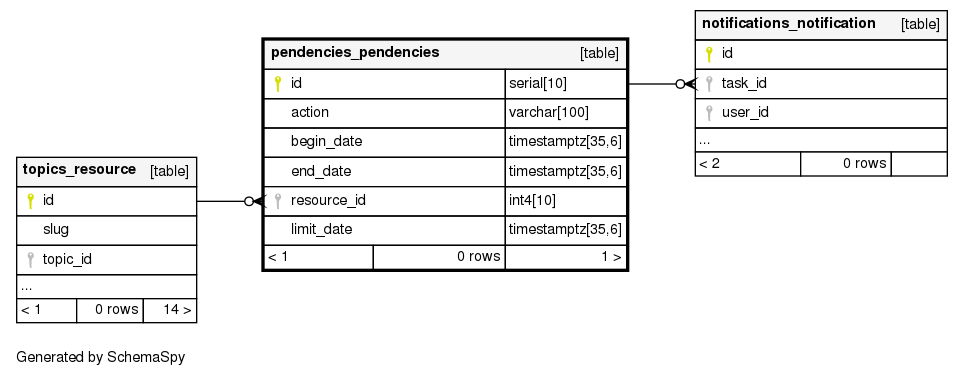 topics_resource [table]
id
slug
topic_id
...
< 1 0 rows 14 >
pendencies_pendencies [table]
id serial[10]
action varchar[100]
begin_date timestamptz[35,6]
end_date timestamptz[35,6]
resource_id int4[10]
limit_date timestamptz[35,6]
< 1 0 rows 1 >
notifications_notification [table]
id
task_id
user_id
...
< 2 0 rows
Generated by SchemaSpy